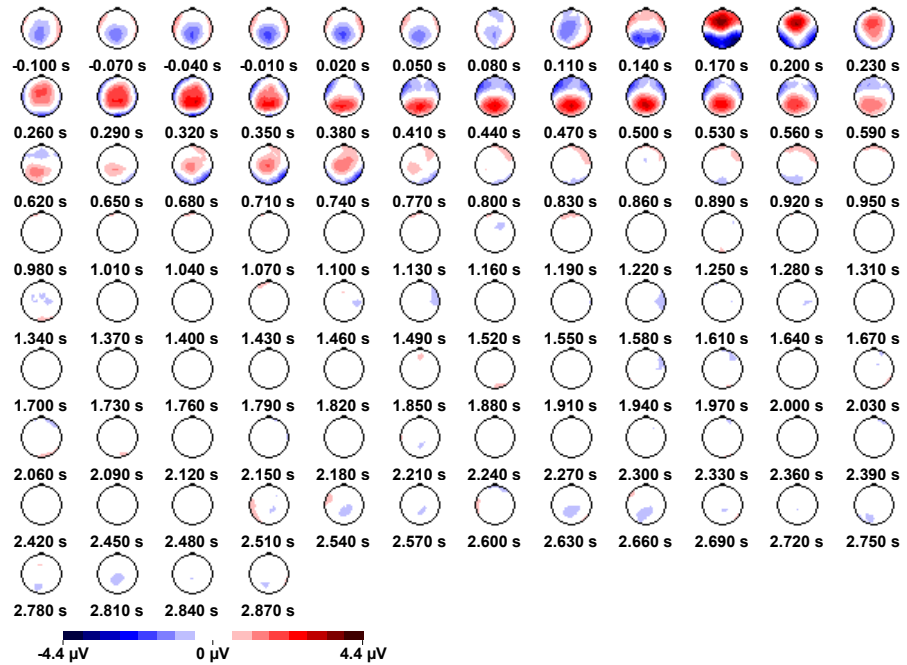 -0.100 s -0.070 s -0.040 s -0.010 s 0.020 s 0.050 s 0.080 s 0.110 s 0.140 s 0.170 s 0.200 s 0.230 s
0.260 s 0.290 s 0.320 s 0.350 s 0.380 s 0.410 s 0.440 s 0.470 s 0.500 s 0.530 s 0.560 s 0.590 s
0.620 s 0.650 s 0.680 s 0.710 s 0.740 s 0.770 s 0.800 s 0.830 s 0.860 s 0.890 s 0.920 s 0.950 s
0.980 s 1.010 s 1.040 s 1.070 s 1.100 s 1.130 s 1.160 s 1.190 s 1.220 s 1.250 s 1.280 s 1.310 s
1.340 s 1.370 s 1.400 s 1.430 s 1.460 s 1.490 s 1.520 s 1.550 s 1.580 s 1.610 s 1.640 s 1.670 s
1.700 s 1.730 s 1.760 s 1.790 s 1.820 s 1.850 s 1.880 s 1.910 s 1.940 s 1.970 s 2.000 s 2.030 s
2.060 s 2.090 s 2.120 s 2.150 s 2.180 s 2.210 s 2.240 s 2.270 s 2.300 s 2.330 s 2.360 s 2.390 s
2.420 s 2.450 s 2.480 s 2.510 s 2.540 s 2.570 s 2.600 s 2.630 s 2.660 s 2.690 s 2.720 s 2.750 s
2.780 s 2.810 s 2.840 s 2.870 s
-4.4 µV 0 µV 4.4 µV